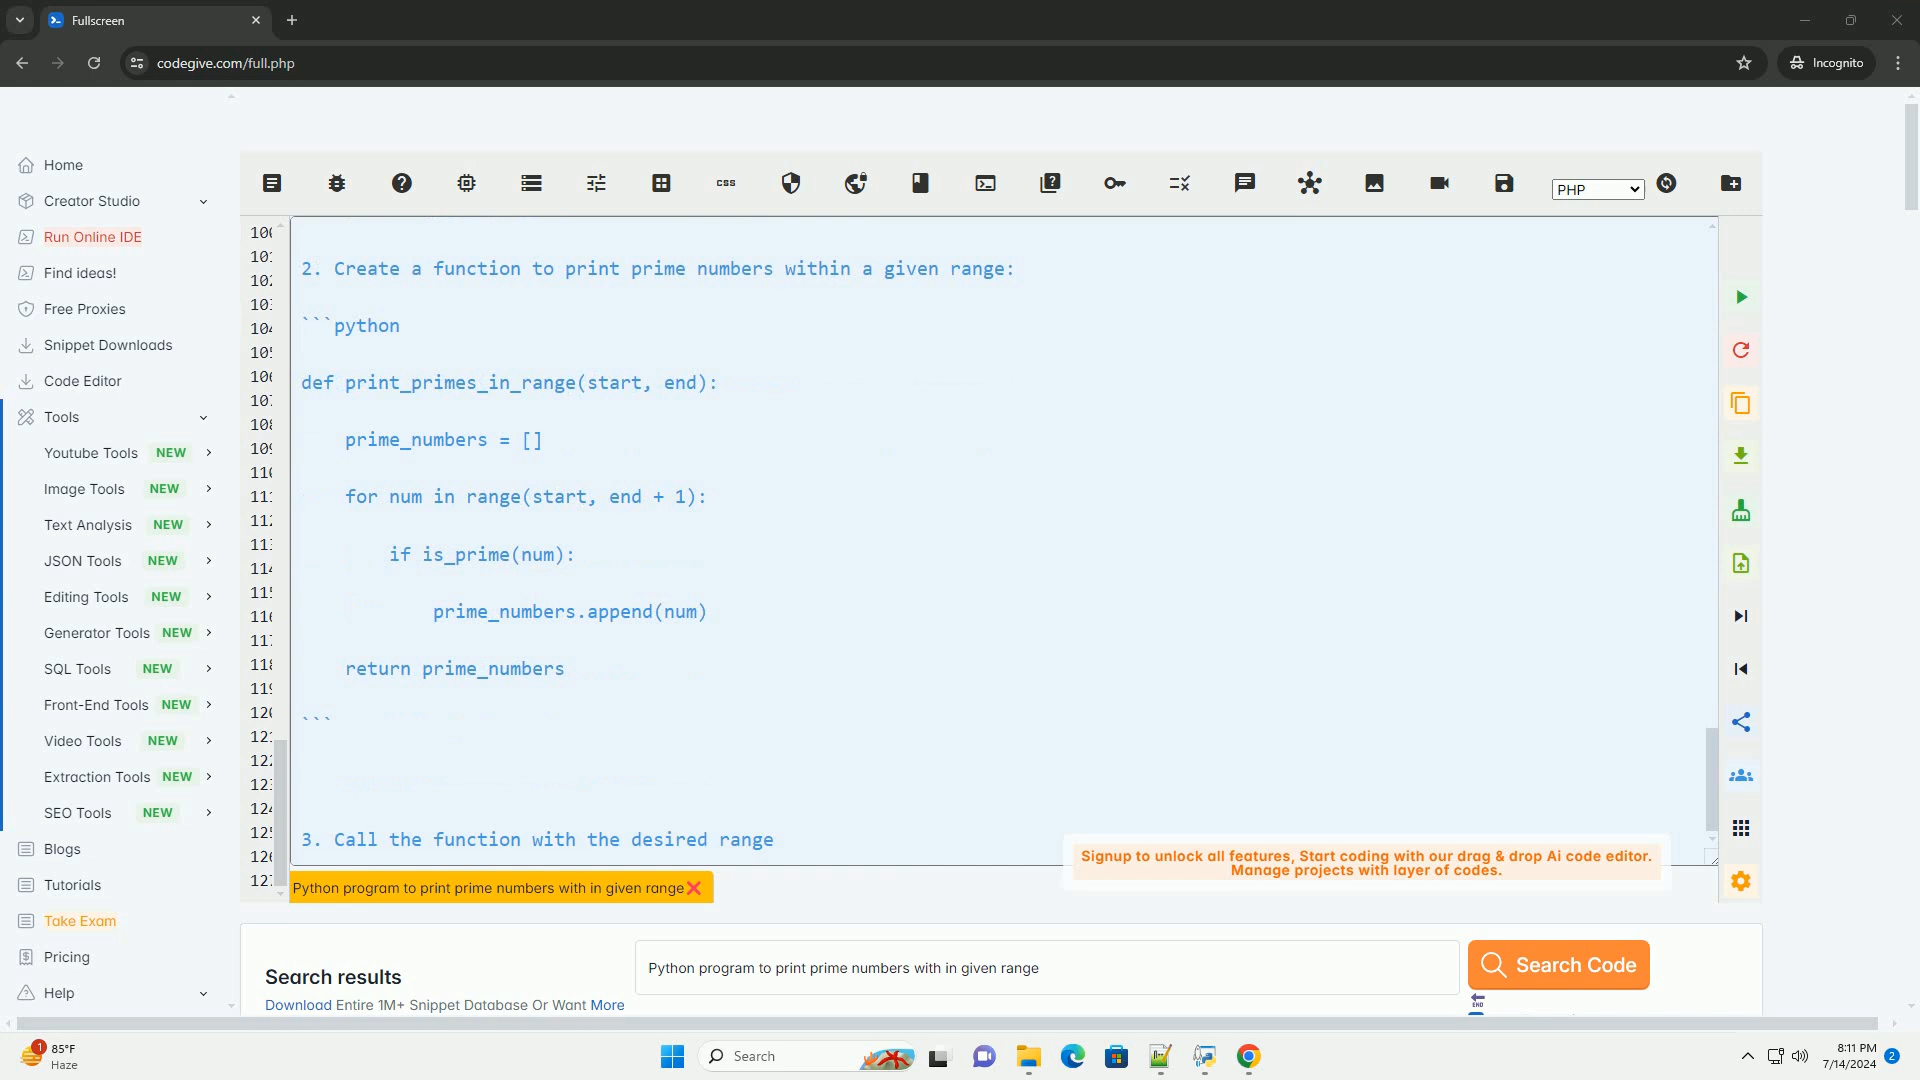 Fullscreen
codegive.com/full.php
Incognito
Home
Creator Studio
Run Online IDE
Find ideas!
Free Proxies
Snippet Downloads
Code Editor
Tools
Youtube Tools NEW
Image Tools NEW
Text Analysis NEW
JSON Tools NEW
Editing Tools NEW
Generator Tools NEW
SQL Tools NEW
Front-End Tools NEW
Video Tools NEW
Extraction Tools NEW
SEO Tools NEW
Blogs
Tutorials
Take Exam
Pricing
Help
css
PHP
2. Create a function to print prime numbers within a given range:
```python
def print_primes_in_range(start, end):
prime_numbers = []
for num in range(start, end + 1):
if is_prime(num):
prime_numbers.append(num)
return prime_numbers
```
3. Call the function with the desired range
Signup to unlock all features, Start coding with our drag & drop Ai code editor.
Manage projects with layer of codes.
Python program to print prime numbers with in given range
Search results
Python program to print prime numbers with in given range
Search Code
Download Entire 1M+ Snippet Database Or Want More
END
1
85°F
Haze
Search
8:11 PM
7/14/2024
2